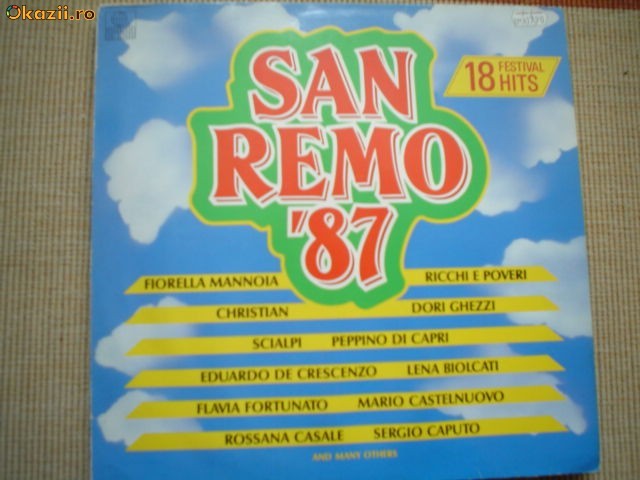 Okazii.ro
SAN
REMO
'87
18 FESTIVAL
HITS
FIORELLA MANNOIA RICCHI E POVERI
CHRISTIAN DORI GHEZZI
SCIALPI PEPPINO DI CAPRI
EDUARDO DE CRESCENZO LENA BIOLCATI
FLAVIA FORTUNATO MARIO CASTELNUOVO
ROSSANA CASALE SERGIO CAPUTO
AND MANY OTHERS